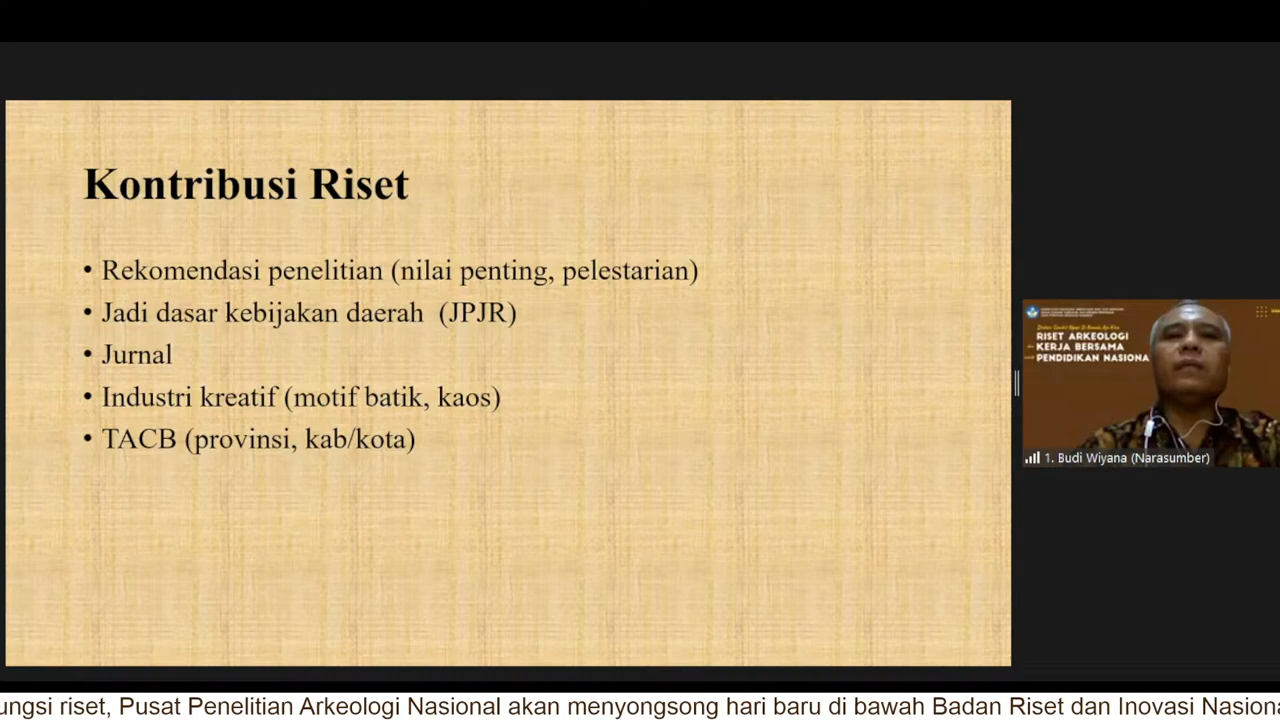 Kontribusi Riset
• Rekomendasi penelitian (nilai penting, pelestarian)
• Jadi dasar kebijakan daerah (JPJR)
• Jurnal
• Industri kreatif (motif batik, kaos)
• TACB (provinsi, kab/kota)
RISET ARKEOLOGI
KERJA BERSAMA
PENDIDIKAN NASIONA
1. Budi Wiyana (Narasumber)
ungsi riset, Pusat Penelitian Arkeologi Nasional akan menyongsong hari baru di bawah Badan Riset dan Inovasi Nasiona